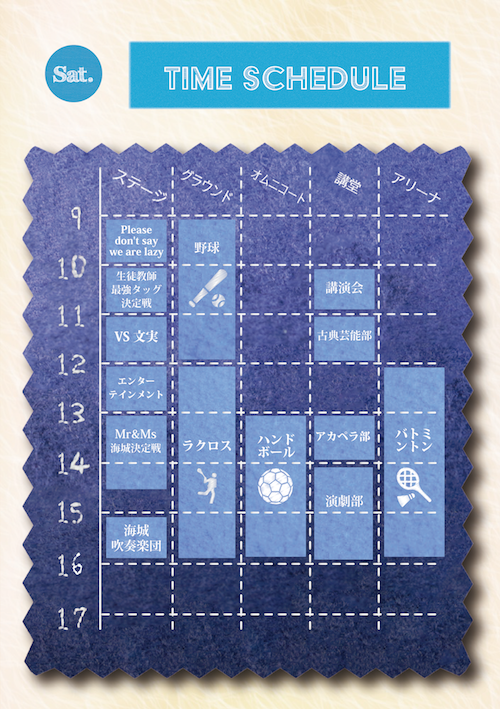 Sat.
TIME SCHEDULE
ステージ
グラウンド
オムニコート
講堂
アリーナ
9
Please
don't say
we are lazy
野球
10
生徒教師
最強タッグ
決定戦
講演会
11
VS 文実
古典芸能部
12
エンター
テインメント
13
Mr&Ms
海城決定戦
ラクロス
ハンド
ボール
アカペラ部
バトミ
ントン
14
演劇部
15
海城
吹奏楽団
16
17